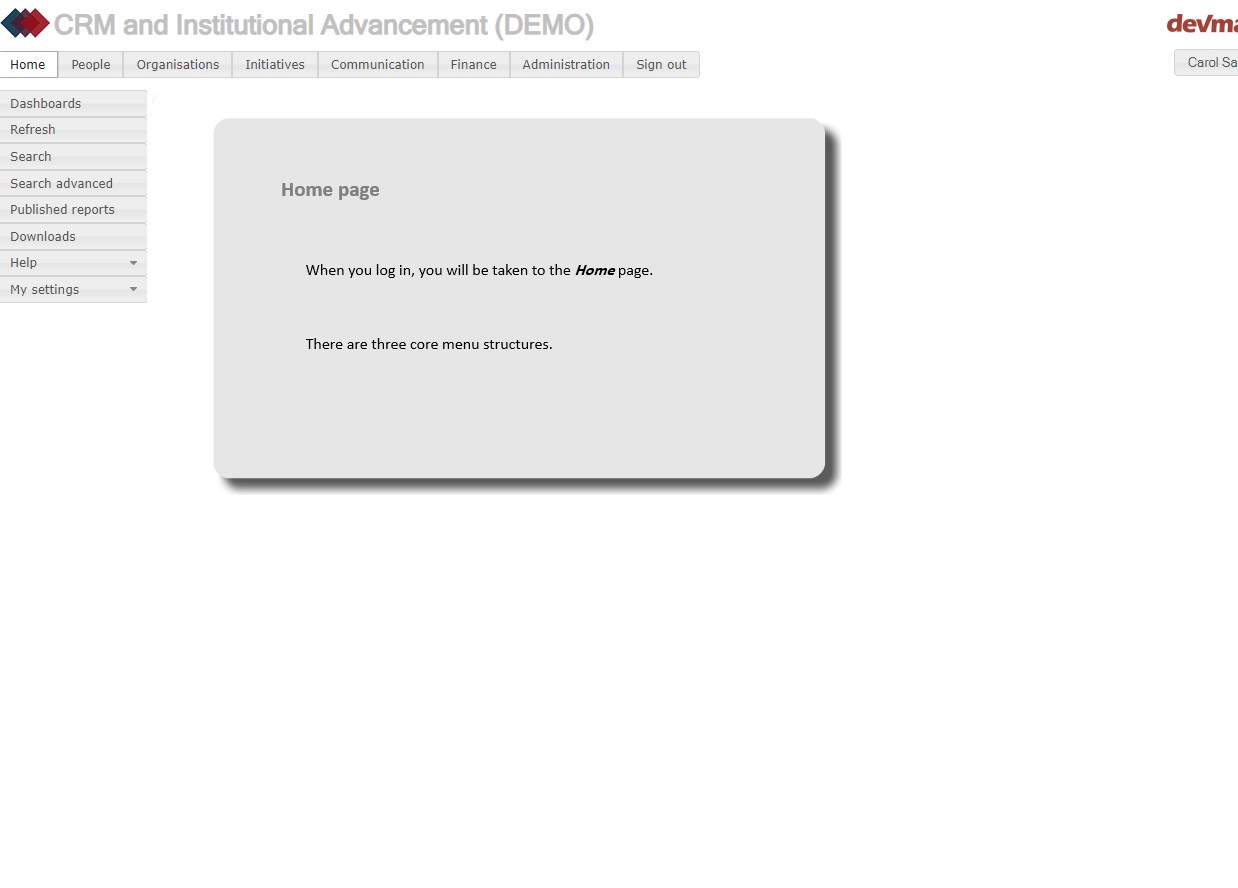 CRM and Institutional Advancement (DEMO)
Home People Organisations Initiatives Communication Finance Administration Sign out
Carol
Dashboards
Refresh
Search
Search advanced
Published reports
Downloads
Help
My settings
Home page
When you log in, you will be taken to the Home page.
There are three core menu structures.